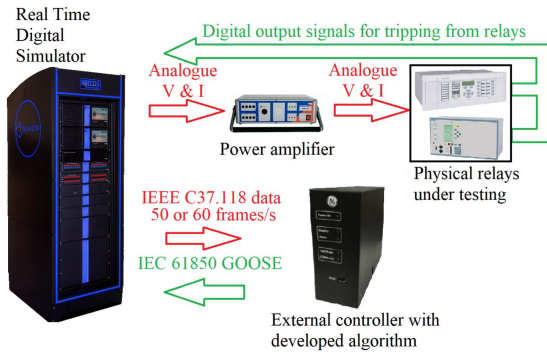 Real Time
Digital
Simulator
Digital output signals for tripping from relays
Analogue
V & I
Analogue
V & I
Power amplifier
Physical relays
under testing
IEEE C37.118 data
50 or 60 frames/s
IEC 61850 GOOSE
External controller with
developed algorithm